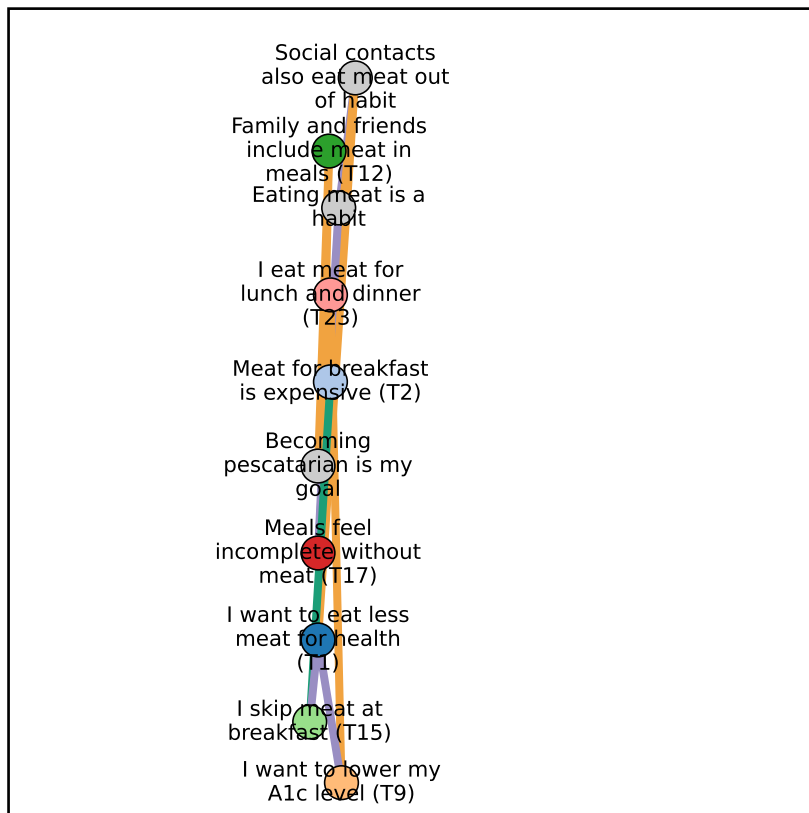 Social contacts
also eat meat out
of habit
Family and friends
include meat in
meals (T12)
Eating meat is a
habit
I eat meat for
lunch and dinner
(T23)
Meat for breakfast
is expensive (T2)
Becoming
pescatarian is my
goal
Meals feel
incomplete without
meat (T17)
I want to eat less
meat for health
(T1)
I skip meat at
breakfast (T15)
I want to lower my
A1c level (T9)